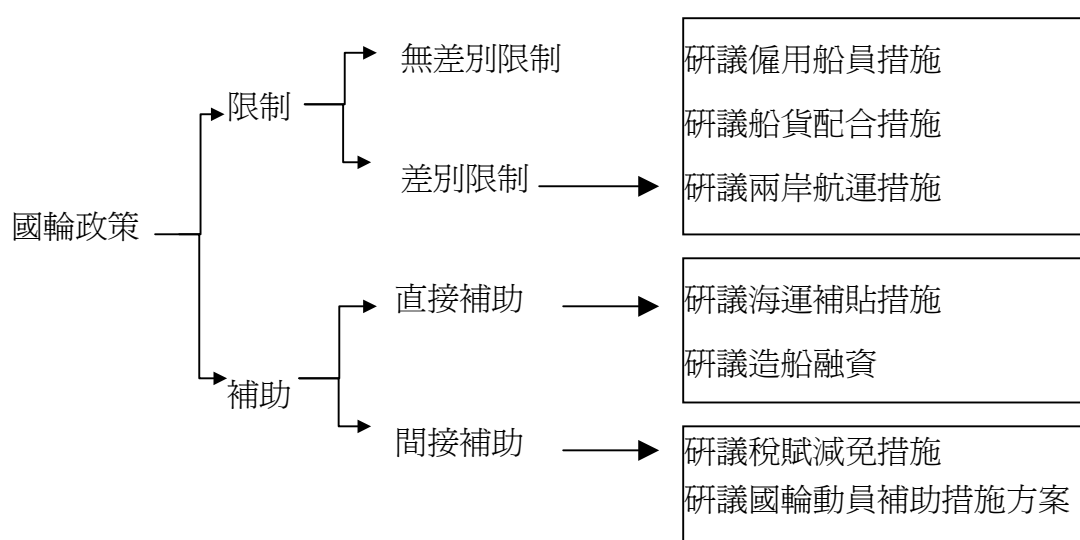 國輪政策
限制
無差別限制
差別限制
研議僱用船員措施
研議船貨配合措施
研議兩岸航運措施
補助
直接補助
研議海運補貼措施
研議造船融資
間接補助
研議稅賦減免措施
研議國輪動員補助措施方案